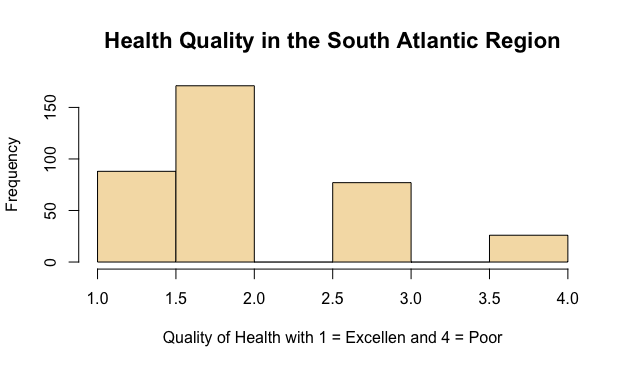 Health Quality in the South Atlantic Region
Frequency
150
100
50
0
1.0 1.5 2.0 2.5 3.0 3.5 4.0
Quality of Health with 1 = Excellen and 4 = Poor